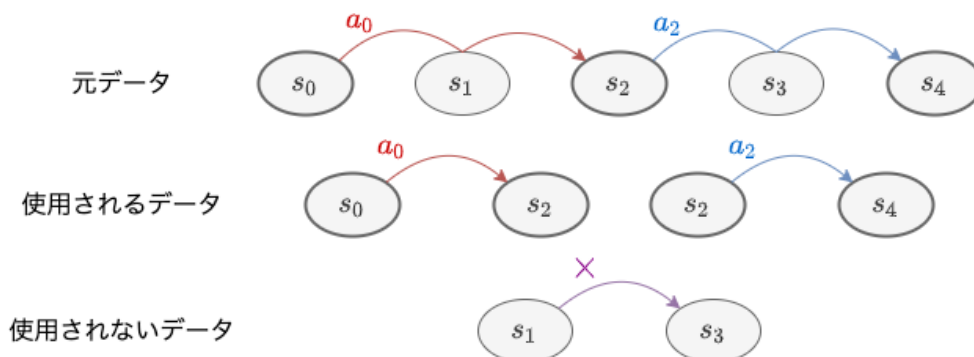 a₀ a₂
元データ s₀ s₁ s₂ s₃ s₄
a₀ a₂
使用されるデータ s₀ s₂ s₂ s₄
×
使用されないデータ s₁ s₃